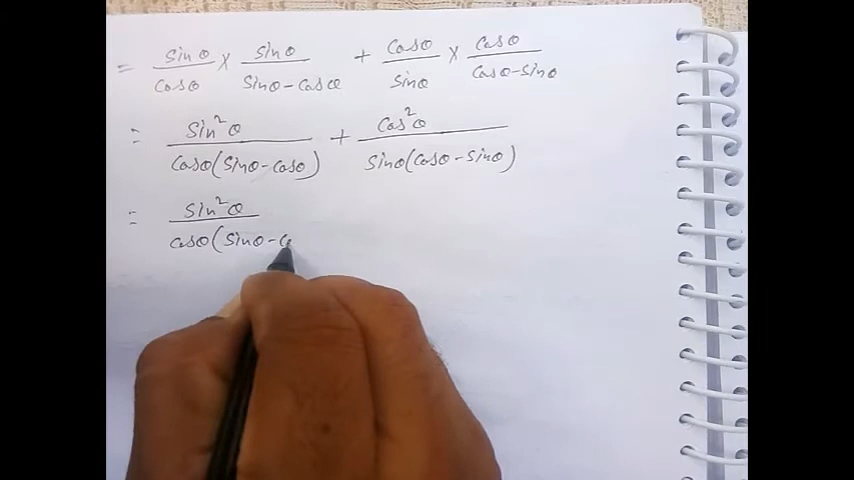 = sinθ/cosθ × sinθ/sinθ-cosθ + cosθ/sinθ × cosθ/cosθ-sinθ
= sin²θ/cosθ(sinθ-cosθ) + cos²θ/sinθ(cosθ-sinθ)
= sin²θ/cosθ(sinθ-c